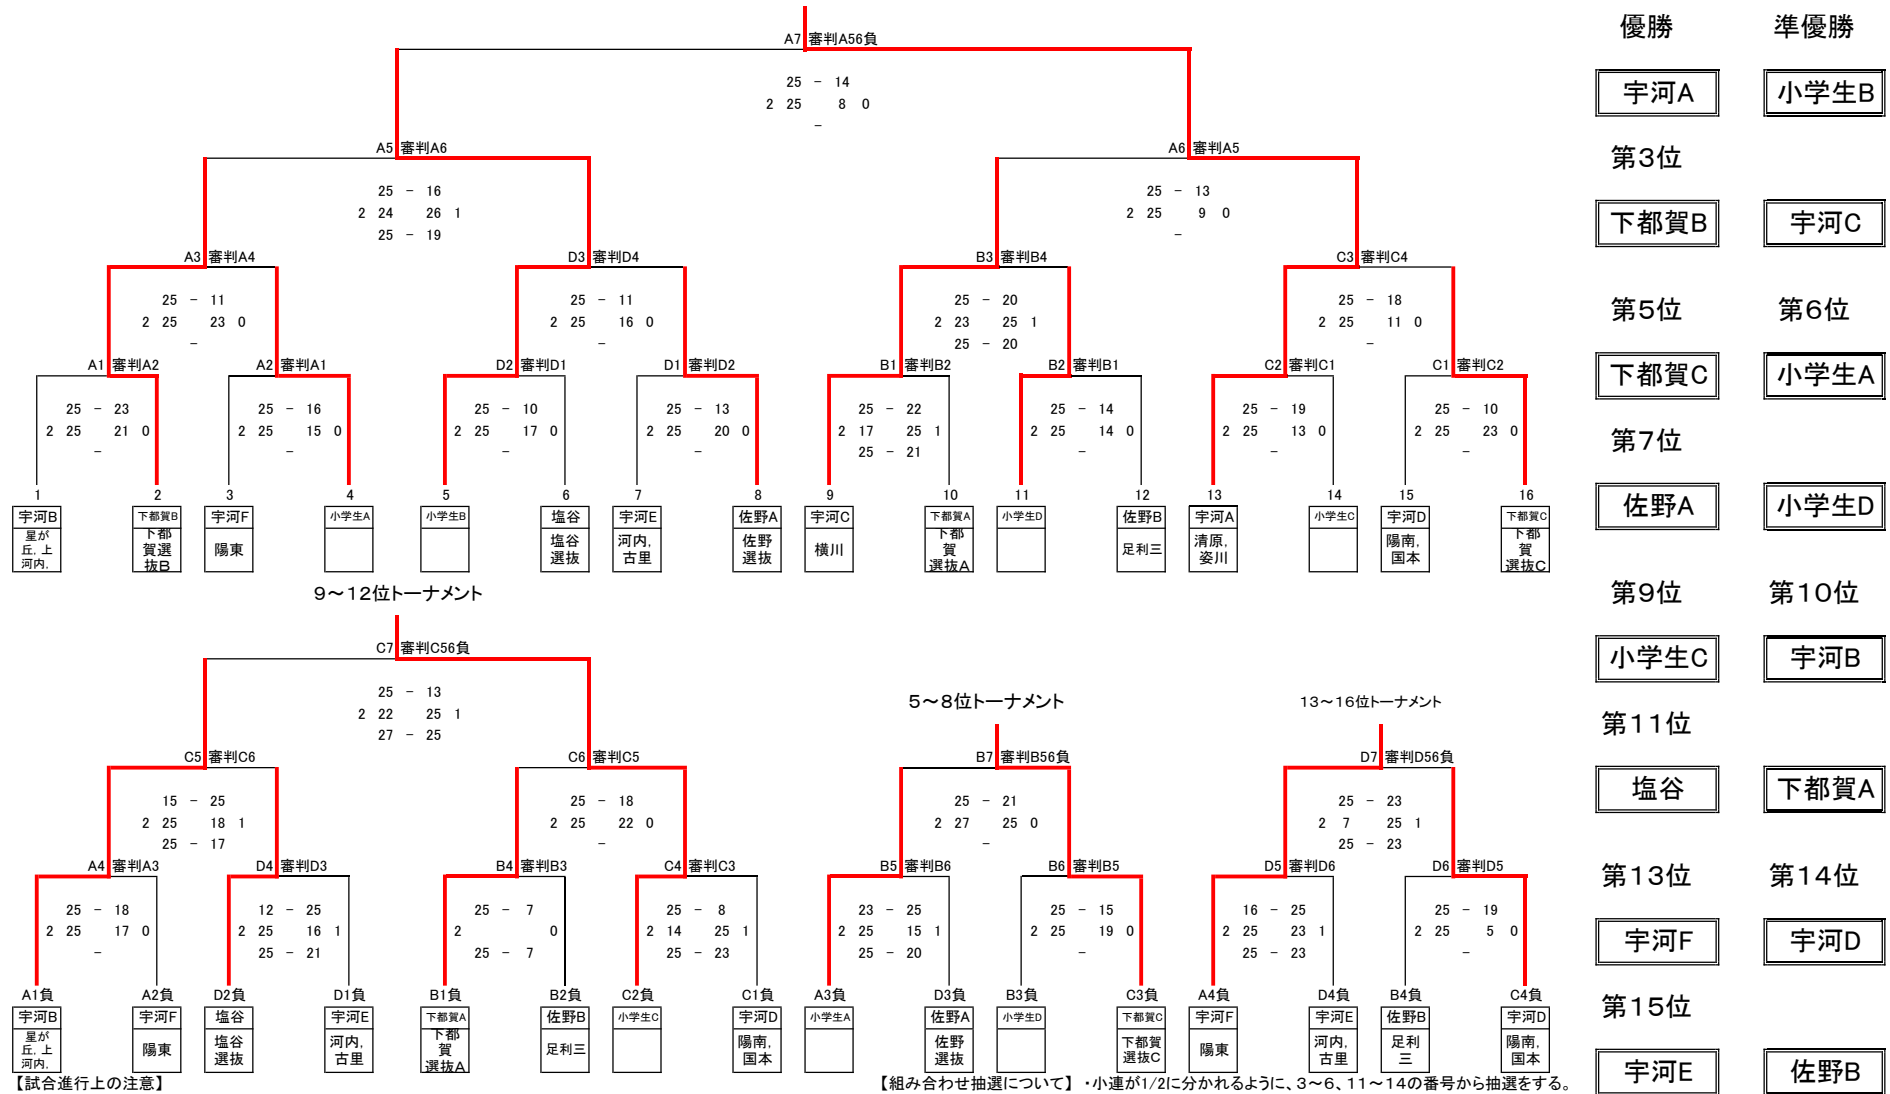 A7 審判A56負
25 － 14
2 25 8 0
－
A5 審判A6
A6 審判A5
25 － 16
2 24 26 1
25 － 19
25 － 13
2 25 9 0
－
A3 審判A4
D3 審判D4
B3 審判B4
C3 審判C4
25 － 11
2 25 23 0
－
25 － 11
2 25 16 0
－
25 － 20
2 23 25 1
25 － 20
25 － 18
2 25 11 0
－
A1 審判A2
A2 審判A1
D2 審判D1
D1 審判D2
B1 審判B2
B2 審判B1
C2 審判C1
C1 審判C2
25 － 23
2 25 21 0
－
25 － 16
2 25 15 0
－
25 － 10
2 25 17 0
－
25 － 13
2 25 20 0
－
25 － 22
2 17 25 1
25 － 21
25 － 14
2 25 14 0
－
25 － 19
2 25 13 0
－
25 － 10
2 25 23 0
－
1
宇河B
星が
丘，上
河内，
2
下都賀B
下都
賀選
抜B
3
宇河F
陽東
4
小学生A
5
小学生B
6
塩谷
塩谷
選抜
7
宇河E
河内，
古里
8
佐野A
佐野
選抜
9
宇河C
横川
10
下都賀A
下都
賀
選抜A
11
小学生D
12
佐野B
足利三
13
宇河A
清原，
姿川
14
小学生C
15
宇河D
陽南，
国本
16
下都賀C
下都
賀
選抜C
9～12位トーナメント
C7 審判C56負
25 － 13
2 22 25 1
27 － 25
C5 審判C6
C6 審判C5
15 － 25
2 25 18 1
25 － 17
25 － 18
2 25 22 0
－
A4 審判A3
D4 審判D3
B4 審判B3
C4 審判C3
25 － 18
2 25 17 0
－
12 － 25
2 25 16 1
25 － 21
25 － 7
2 0
25 － 7
25 － 8
2 14 25 1
25 － 23
A1負
宇河B
星が
丘，上
河内，
A2負
宇河F
陽東
D2負
塩谷
塩谷
選抜
D1負
宇河E
河内，
古里
B1負
下都賀A
下都
賀
選抜A
B2負
佐野B
足利三
C2負
小学生C
C1負
宇河D
陽南，
国本
5～8位トーナメント
B7 審判B56負
25 － 21
2 27 25 0
－
B5 審判B6
B6 審判B5
23 － 25
2 25 15 1
25 － 20
25 － 15
2 25 19 0
－
A3負
小学生A
D3負
佐野A
佐野
選抜
B3負
小学生D
C3負
下都賀C
下都賀
選抜C
13～16位トーナメント
D7 審判D56負
25 － 23
2 7 25 1
25 － 23
D5 審判D6
D6 審判D5
16 － 25
2 25 23 1
25 － 23
25 － 19
2 25 5 0
－
A4負
宇河F
陽東
D4負
宇河E
河内，
古里
B4負
佐野B
足利
三
C4負
宇河D
陽南，
国本
【試合進行上の注意】
【組み合わせ抽選について】 ・小連が1/2に分かれるように、3～6、11～14の番号から抽選をする。
優勝 準優勝
宇河A 小学生B
第3位
下都賀B 宇河C
第5位 第6位
下都賀C 小学生A
第7位
佐野A 小学生D
第9位 第10位
小学生C 宇河B
第11位
塩谷 下都賀A
第13位 第14位
宇河F 宇河D
第15位
宇河E 佐野B